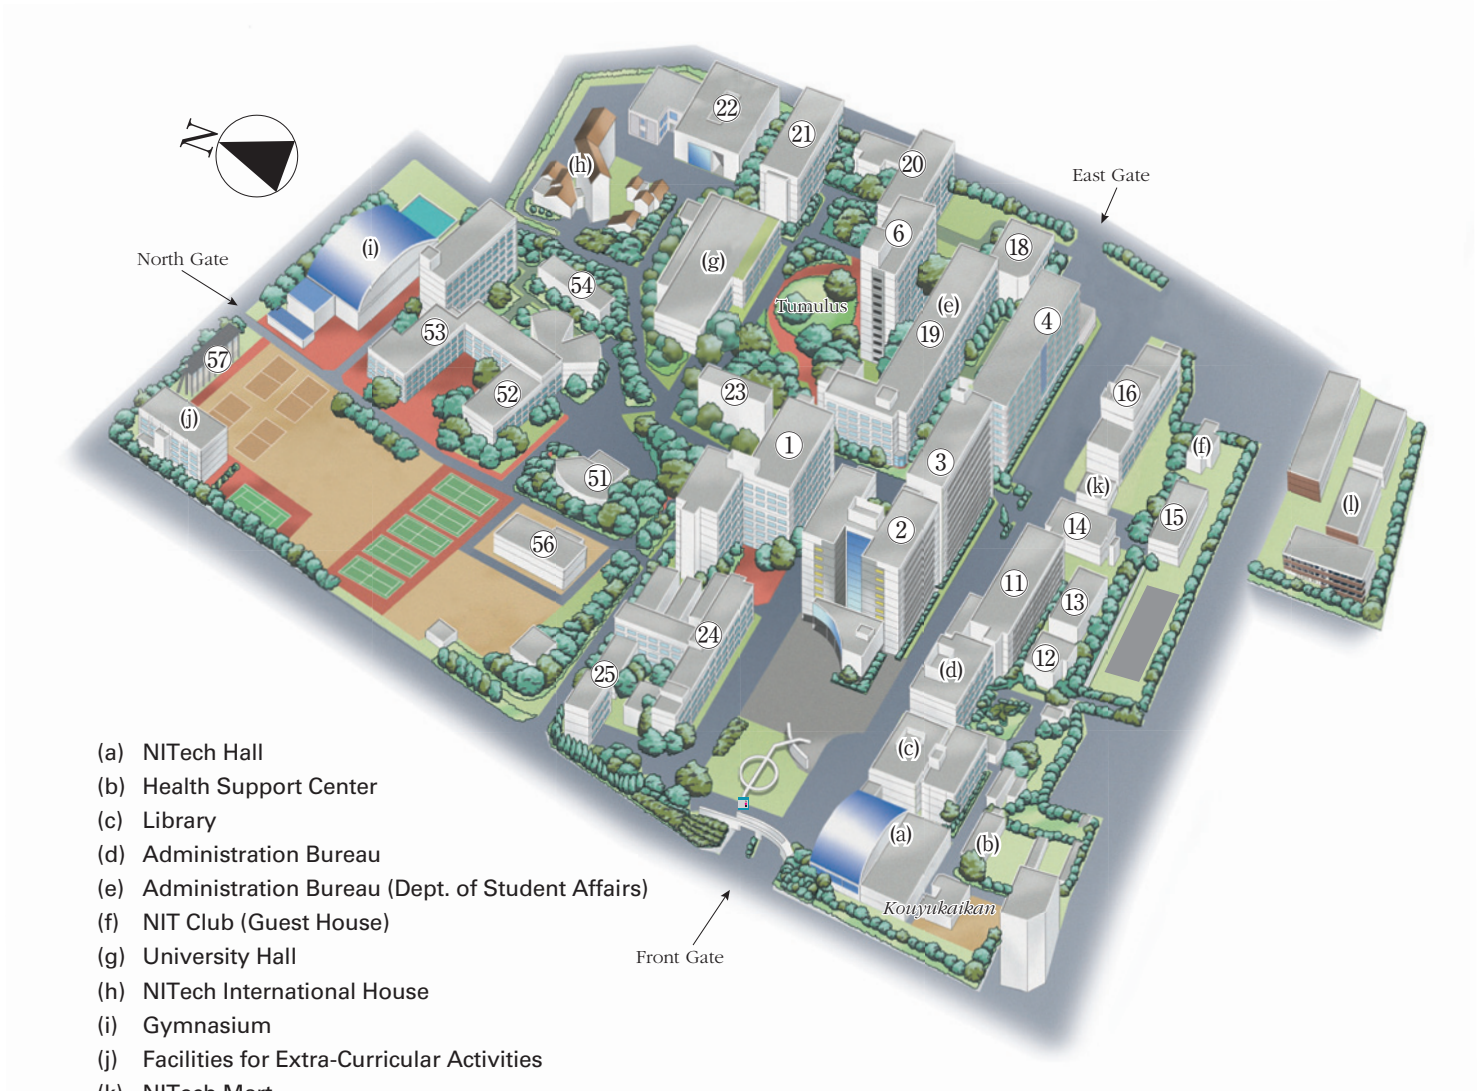 22
21
20
(h)
East Gate
N
6
18
(i)
(g)
North Gate
54
Tumulus
(e)
19
4
53
57
52
23
16
(j)
1
(f)
3
51
(k)
(l)
2
14
15
56
11
13
24
12
25
(d)
(c)
(a)
(b)
Kouyukaikan
Front Gate
(a) NITech Hall
(b) Health Support Center
(c) Library
(d) Administration Bureau
(e) Administration Bureau (Dept. of Student Affairs)
(f) NIT Club (Guest House)
(g) University Hall
(h) NITech International House
(i) Gymnasium
(j) Facilities for Extra-Curricular Activities
(k) NITech Mart